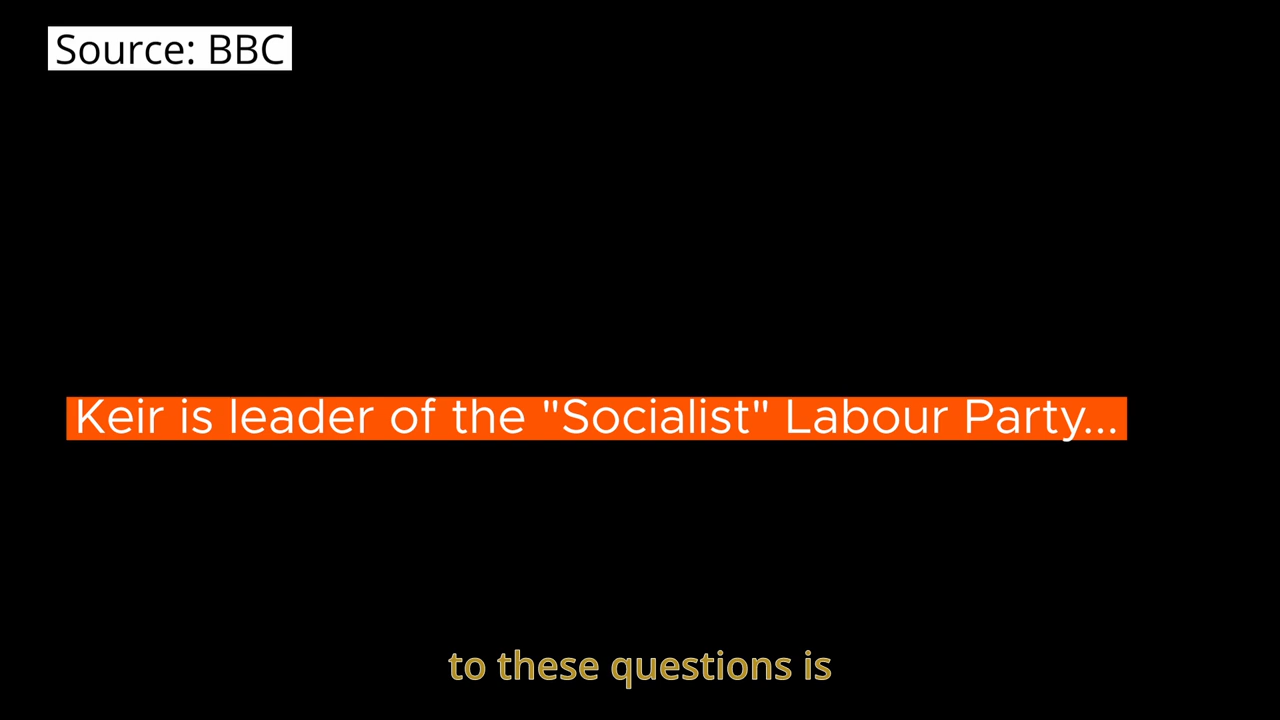 Source: BBC
Keir is leader of the "Socialist" Labour Party...
to these questions is